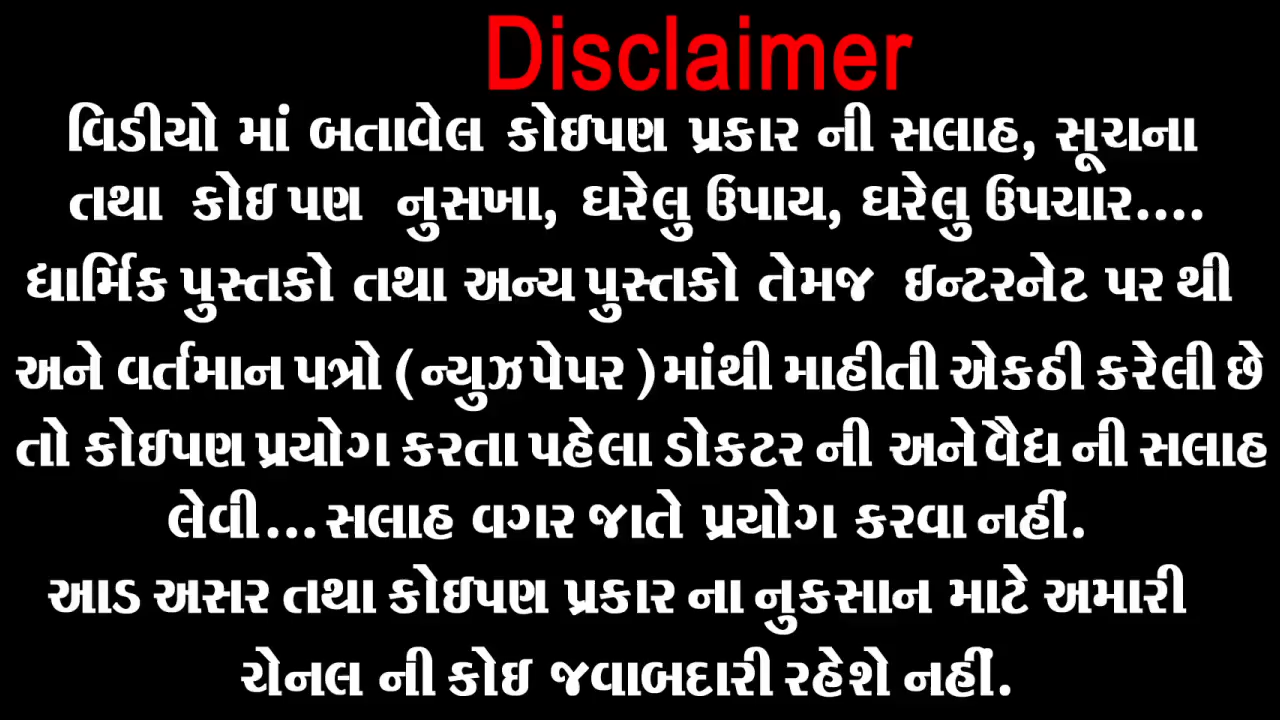 Disclaimer
વિડીયો માં બતાવેલ કોઇપણ પ્રકાર ની સલાહ, સૂચના
તથા કોઇ પણ નુસખા, ઘરેલુ ઉપાય, ઘરેલુ ઉપચાર....
ધાર્મિક પુસ્તકો તથા અન્ય પુસ્તકો તેમજ ઇન્ટરનેટ પર થી
અને વર્તમાન પત્રો ( ન્યુઝપેપર ) માંથી માહીતી એકઠી કરેલી છે
તો કોઇપણ પ્રયોગ કરતા પહેલા ડોકટર ની અને વૈદ્ય ની સલાહ
લેવી... સલાહ વગર જાતે પ્રયોગ કરવા નહીં.
આડ અસર તથા કોઇપણ પ્રકાર ના નુકસાન માટે અમારી
ચેનલ ની કોઇ જવાબદારી રહેશે નહીં.